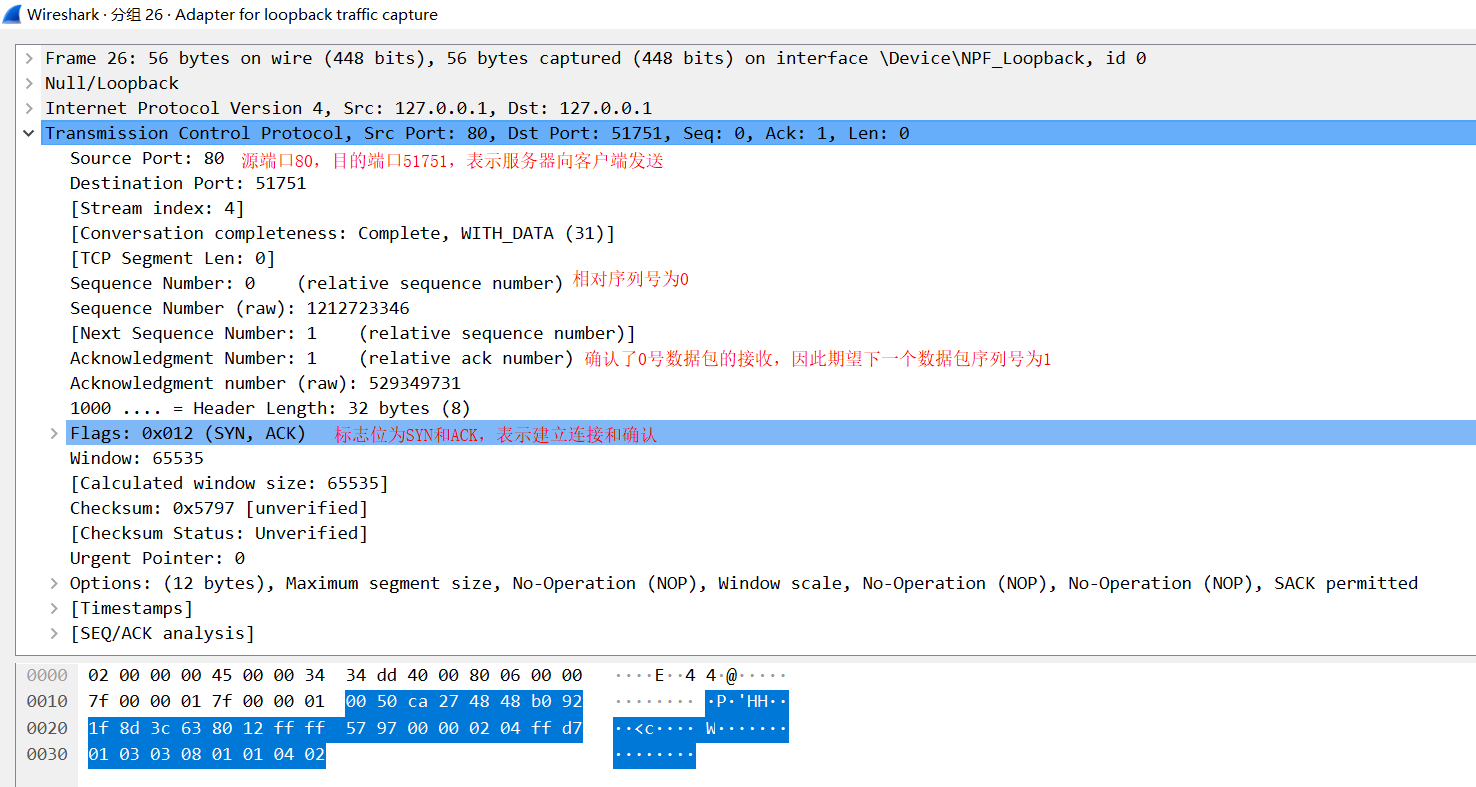 Wireshark · 分组 26 · Adapter for loopback traffic capture
Frame 26: 56 bytes on wire (448 bits), 56 bytes captured (448 bits) on interface \Device\NPF_Loopback, id 0
Null/Loopback
Internet Protocol Version 4, Src: 127.0.0.1, Dst: 127.0.0.1
Transmission Control Protocol, Src Port: 80, Dst Port: 51751, Seq: 0, Ack: 1, Len: 0
Source Port: 80 源端口80，目的端口51751，表示服务器向客户端发送
Destination Port: 51751
[Stream index: 4]
[Conversation completeness: Complete, WITH_DATA (31)]
[TCP Segment Len: 0]
Sequence Number: 0    (relative sequence number) 相对序列号为0
Sequence Number (raw): 1212723346
[Next Sequence Number: 1    (relative sequence number)]
Acknowledgment Number: 1    (relative ack number) 确认了0号数据包的接收，因此期望下一个数据包序列号为1
Acknowledgment number (raw): 529349731
1000 .... = Header Length: 32 bytes (8)
Flags: 0x012 (SYN, ACK) 标志位为SYN和ACK，表示建立连接和确认
Window: 65535
[Calculated window size: 65535]
Checksum: 0x5797 [unverified]
[Checksum Status: Unverified]
Urgent Pointer: 0
Options: (12 bytes), Maximum segment size, No-Operation (NOP), Window scale, No-Operation (NOP), No-Operation (NOP), SACK permitted
[Timestamps]
[SEQ/ACK analysis]
0000 02 00 00 00 45 00 00 34 34 dd 40 00 80 06 00 00 ····E··4 4·@·····
0010 7f 00 00 01 7f 00 00 01 00 50 ca 27 48 48 b0 92 ········ ·P·'HH··
0020 1f 8d 3c 63 80 12 ff ff 57 97 00 00 02 04 ff d7 ··<c···· W·······
0030 01 03 03 08 01 01 04 02 ········